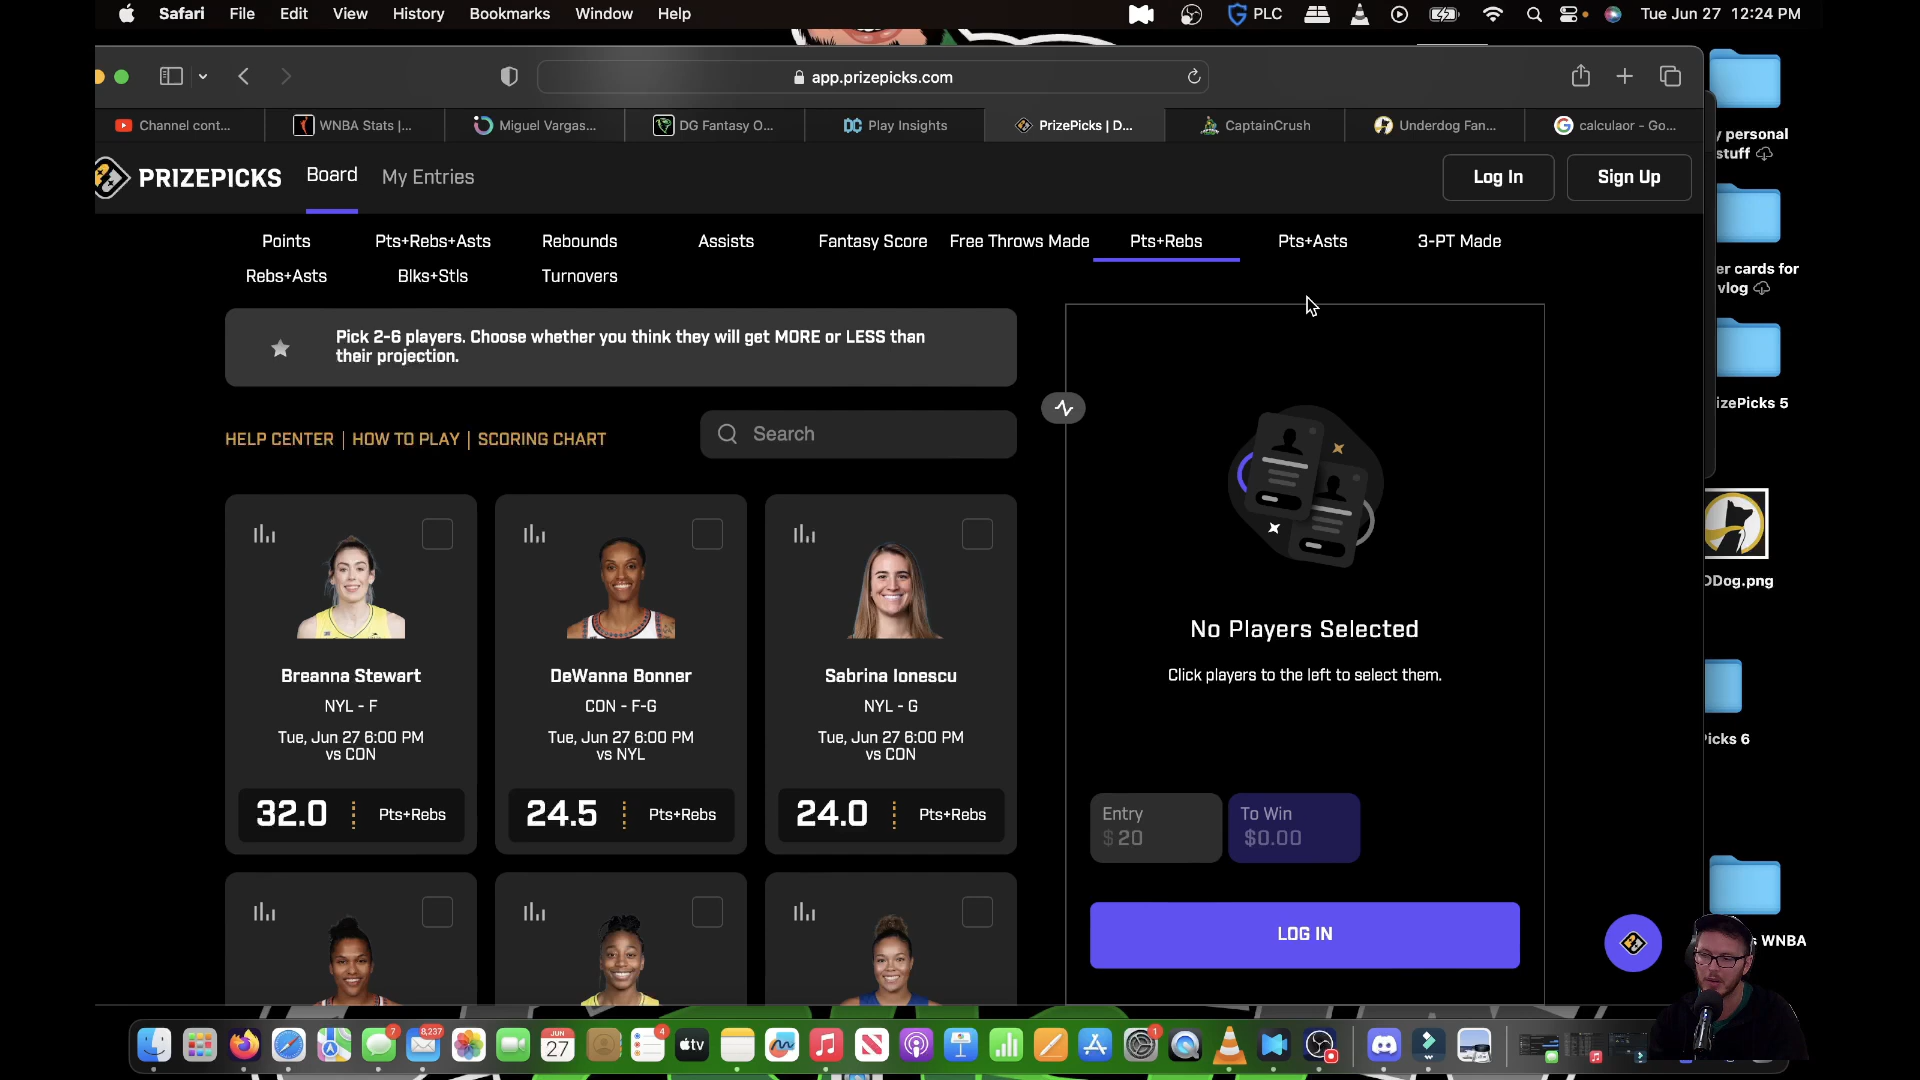 Safari File Edit View History Bookmarks Window Help PLC Tue Jun 27 12:24 PM
app.prizepicks.com
Channel cont... WNBA Stats |... Miguel Vargas... DG Fantasy O... Play Insights PrizePicks | D... CaptainCrush Underdog Fan... calculaor - Go...
y personal
stuff
PRIZEPICKS Board My Entries Log In Sign Up
Points Pts+Rebs+Asts Rebounds Assists Fantasy Score Free Throws Made Pts+Rebs Pts+Asts 3-PT Made
Rebs+Asts Blks+Stls Turnovers
er cards for
vlog
Pick 2-6 players. Choose whether you think they will get MORE or LESS than
their projection.
izePicks 5
HELP CENTER | HOW TO PLAY | SCORING CHART
Search
DDog.png
No Players Selected
Click players to the left to select them.
Breanna Stewart
NYL - F
Tue, Jun 27 6:00 PM
vs CON
32.0 Pts+Rebs
DeWanna Bonner
CON - F-G
Tue, Jun 27 6:00 PM
vs NYL
24.5 Pts+Rebs
Sabrina Ionescu
NYL - G
Tue, Jun 27 6:00 PM
vs CON
24.0 Pts+Rebs
icks 6
Entry
$ 20
To Win
$0.00
LOG IN
s WNBA
7
8,237
JUN
27
4
tv
1